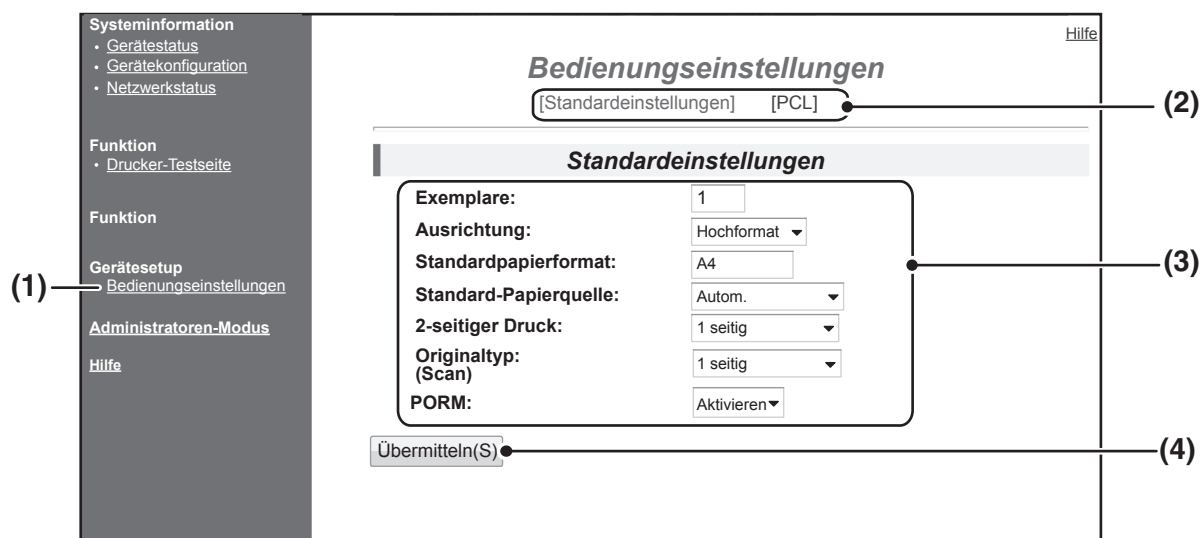 Systeminformation
• Gerätestatus
• Gerätekonfiguration
• Netzwerkstatus
Funktion
• Drucker-Testseite
Funktion
Gerätesetup
(1)
Bedienungseinstellungen
Administratoren-Modus
Hilfe
Hilfe
Bedienungseinstellungen
[Standardeinstellungen] [PCL]
(2)
Standardeinstellungen
Exemplare: 1
Ausrichtung: Hochformat
Standardpapierformat: A4
(3)
Standard-Papierquelle: Autom.
2-seitiger Druck: 1 seitig
Originaltyp: 1 seitig
(Scan)
PORM: Aktivieren
Übermitteln(S)
(4)